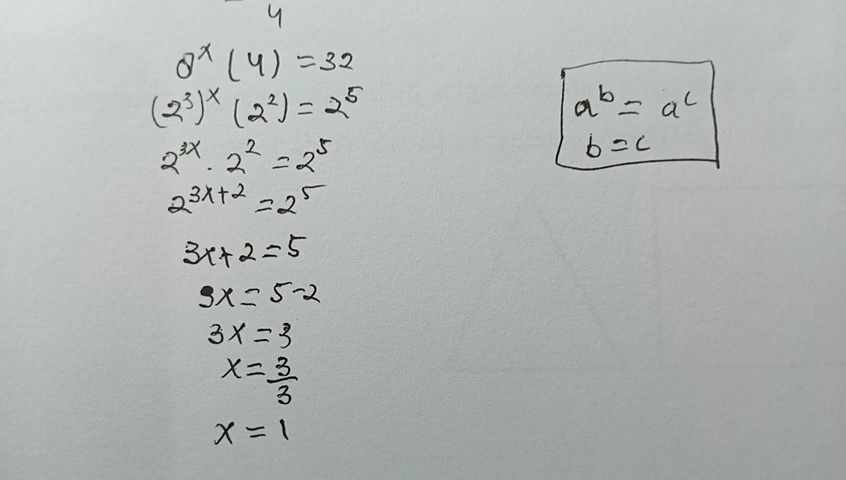 4
8^x (4) = 32
(2^3)^x (2^2) = 2^5
2^{3x} . 2^2 = 2^5
2^{3x+2} = 2^5
3x+2=5
3x = 5-2
3x = 3
x = 3/3
x = 1
a^b = a^c
b = c